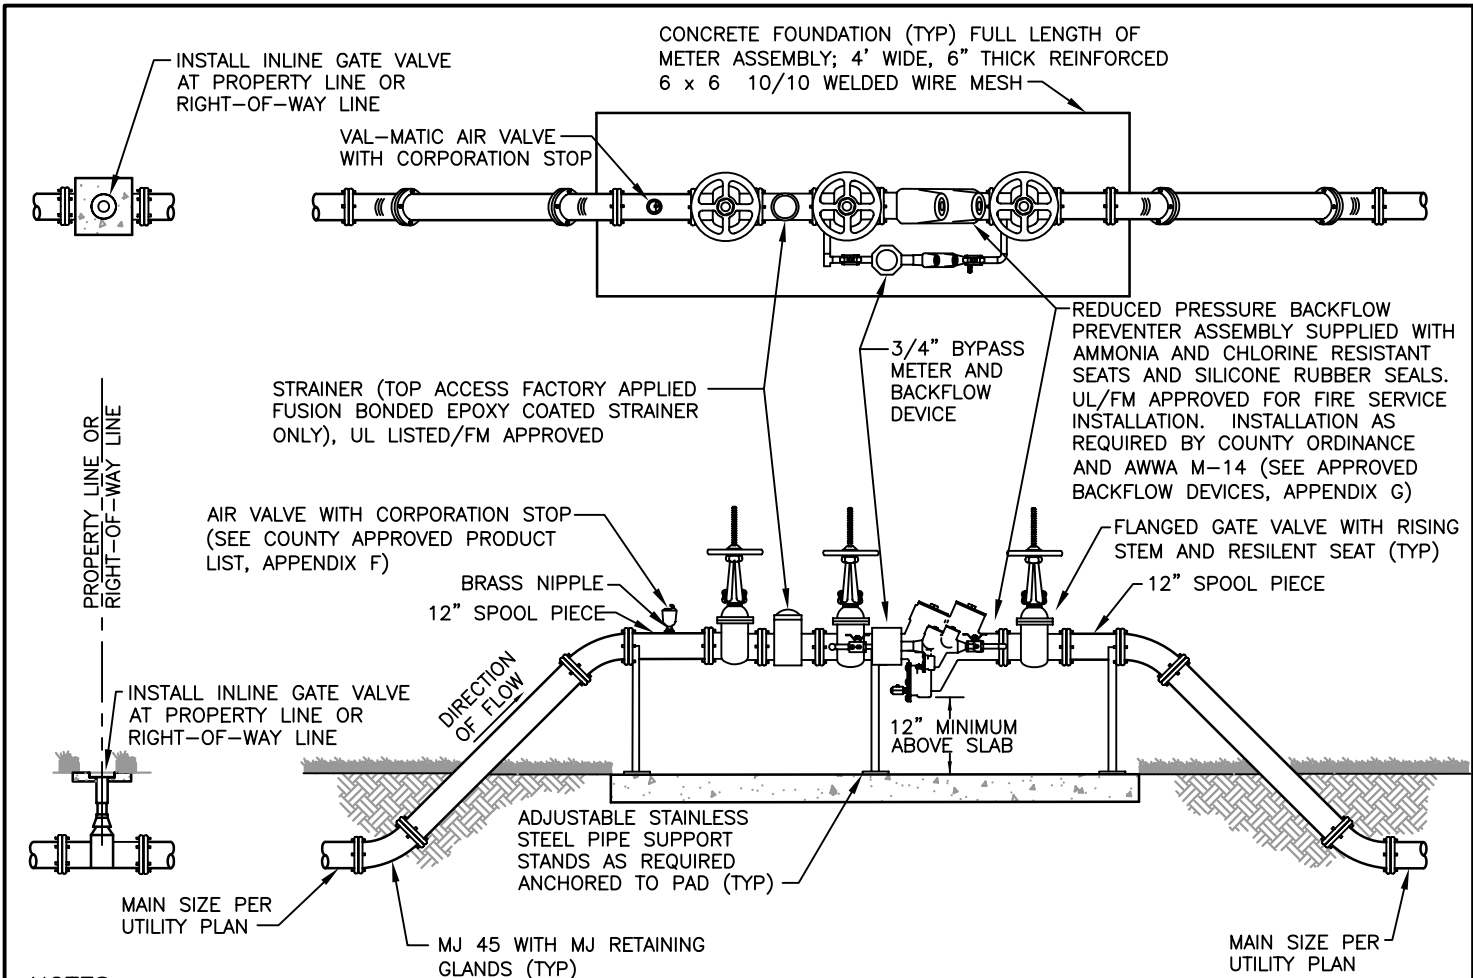 INSTALL INLINE GATE VALVE
AT PROPERTY LINE OR
RIGHT-OF-WAY LINE
CONCRETE FOUNDATION (TYP) FULL LENGTH OF
METER ASSEMBLY; 4' WIDE, 6" THICK REINFORCED
6 x 6 10/10 WELDED WIRE MESH
VAL-MATIC AIR VALVE
WITH CORPORATION STOP
REDUCED PRESSURE BACKFLOW
PREVENTER ASSEMBLY SUPPLIED WITH
AMMONIA AND CHLORINE RESISTANT
SEATS AND SILICONE RUBBER SEALS.
UL/FM APPROVED FOR FIRE SERVICE
INSTALLATION. INSTALLATION AS
REQUIRED BY COUNTY ORDINANCE
AND AWWA M-14 (SEE APPROVED
BACKFLOW DEVICES, APPENDIX G)
3/4" BYPASS
METER AND
BACKFLOW
DEVICE
STRAINER (TOP ACCESS FACTORY APPLIED
FUSION BONDED EPOXY COATED STRAINER
ONLY), UL LISTED/FM APPROVED
PROPERTY LINE OR
RIGHT-OF-WAY LINE
AIR VALVE WITH CORPORATION STOP
(SEE COUNTY APPROVED PRODUCT
LIST, APPENDIX F)
FLANGED GATE VALVE WITH RISING
STEM AND RESILENT SEAT (TYP)
BRASS NIPPLE
12" SPOOL PIECE
12" SPOOL PIECE
DIRECTION
OF FLOW
INSTALL INLINE GATE VALVE
AT PROPERTY LINE OR
RIGHT-OF-WAY LINE
12" MINIMUM
ABOVE SLAB
ADJUSTABLE STAINLESS
STEEL PIPE SUPPORT
STANDS AS REQUIRED
ANCHORED TO PAD (TYP)
MAIN SIZE PER
UTILITY PLAN
MJ 45 WITH MJ RETAINING
GLANDS (TYP)
MAIN SIZE PER
UTILITY PLAN